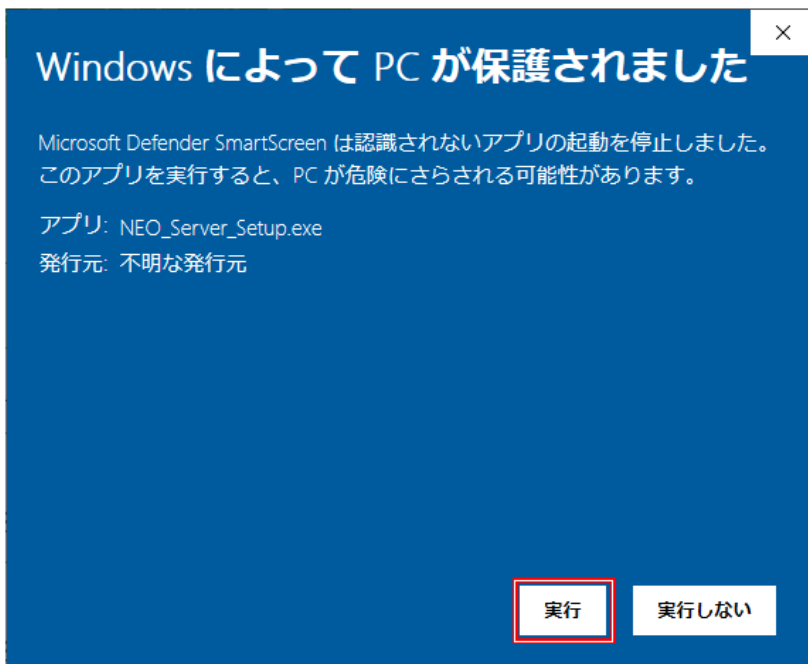 Windows によって PC が保護されました
Microsoft Defender SmartScreen は認識されないアプリの起動を停止しました。
このアプリを実行すると、PC が危険にさらされる可能性があります。
アプリ: NEO_Server_Setup.exe
発行元: 不明な発行元
実行 実行しない